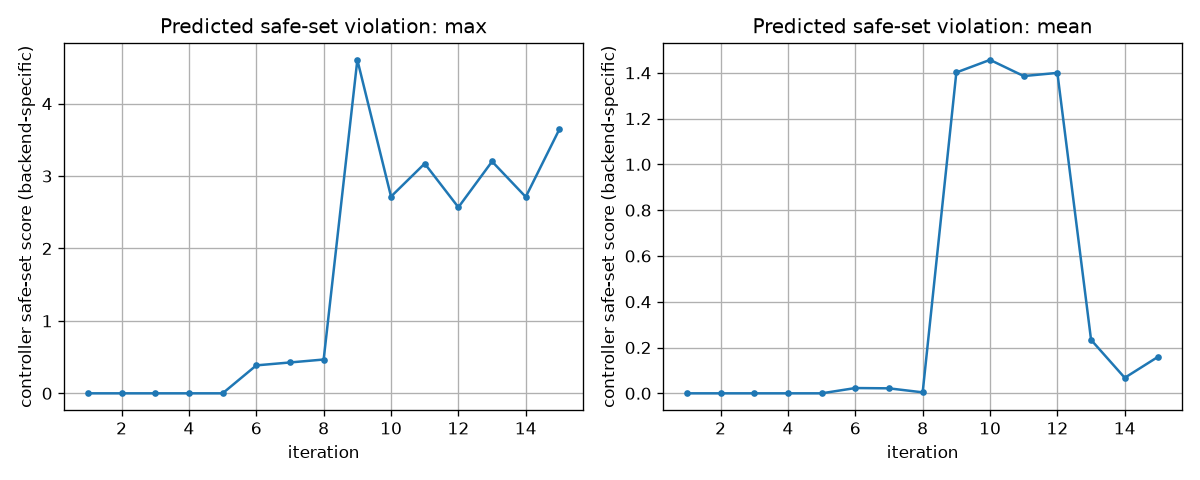 Predicted safe-set violation: max
controller safe-set score (backend-specific)
4
3
2
1
0
2 4 6 8 10 12 14
iteration
Predicted safe-set violation: mean
controller safe-set score (backend-specific)
1.4
1.2
1.0
0.8
0.6
0.4
0.2
0.0
2 4 6 8 10 12 14
iteration